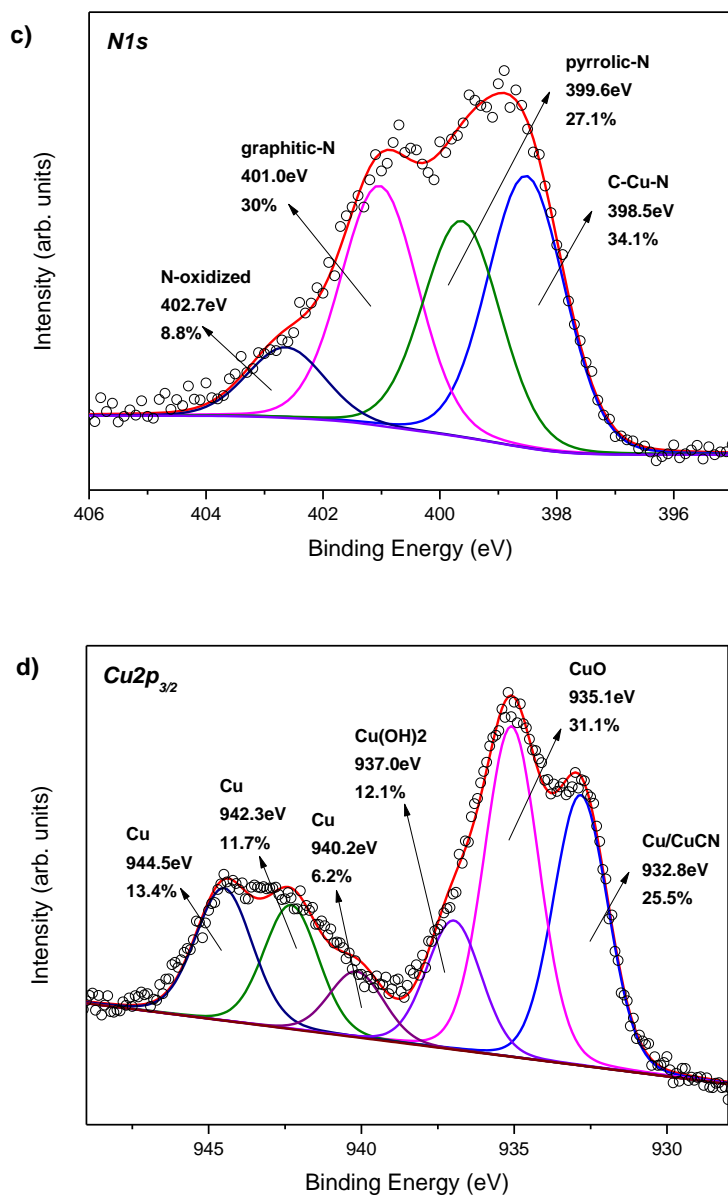 c)
N1s
pyrrolic-N
399.6eV
27.1%
graphitic-N
401.0eV
30%
C-Cu-N
398.5eV
34.1%
N-oxidized
402.7eV
8.8%
Intensity (arb. units)
406 404 402 400 398 396
Binding Energy (eV)
d)
Cu2p3/2
CuO
935.1eV
31.1%
Cu(OH)2
937.0eV
12.1%
Cu
942.3eV
11.7%
Cu
940.2eV
6.2%
Cu
944.5eV
13.4%
Cu/CuCN
932.8eV
25.5%
Intensity (arb. units)
945 940 935 930
Binding Energy (eV)